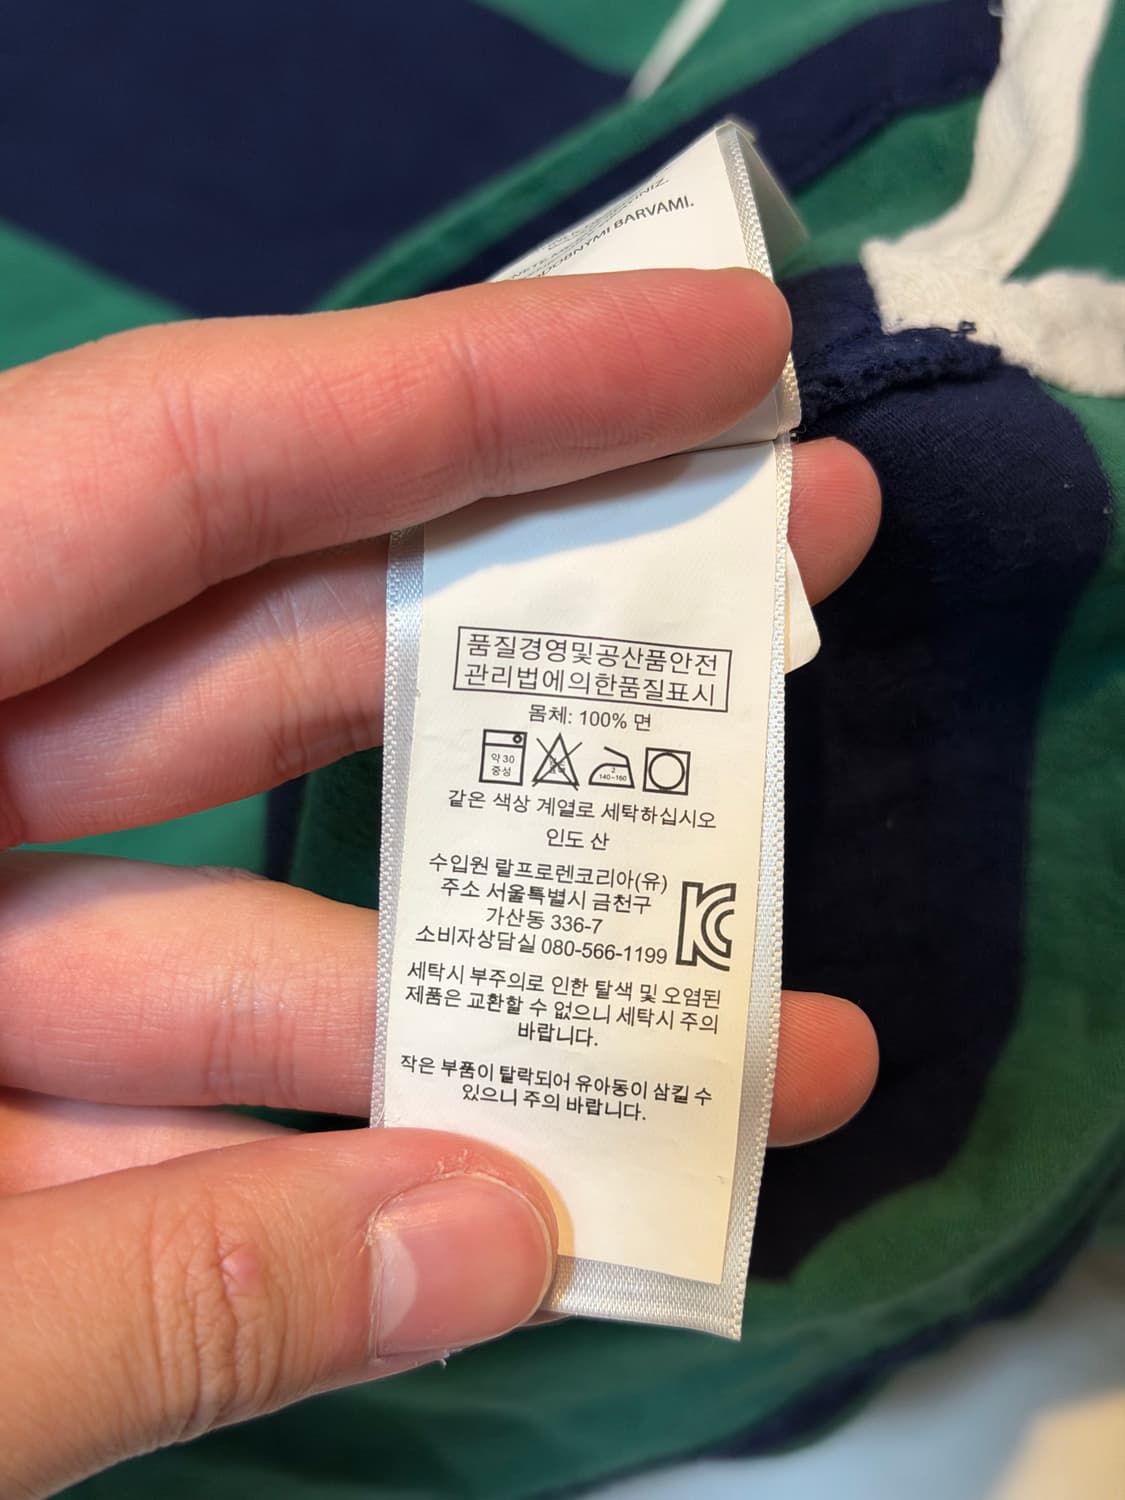 BARVAMI.
품질경영및공산품안전
관리법에의한품질표시
몸체: 100% 면
약 30
중성
2
140~160
같은 색상 계열로 세탁하십시오
인도 산
수입원 랄프로렌코리아(유)
주소 서울특별시 금천구
가산동 336-7
소비자상담실 080-566-1199
세탁시 부주의로 인한 탈색 및 오염된
제품은 교환할 수 없으니 세탁시 주의
바랍니다.
작은 부품이 탈락되어 유아동이 삼킬 수
있으니 주의 바랍니다.